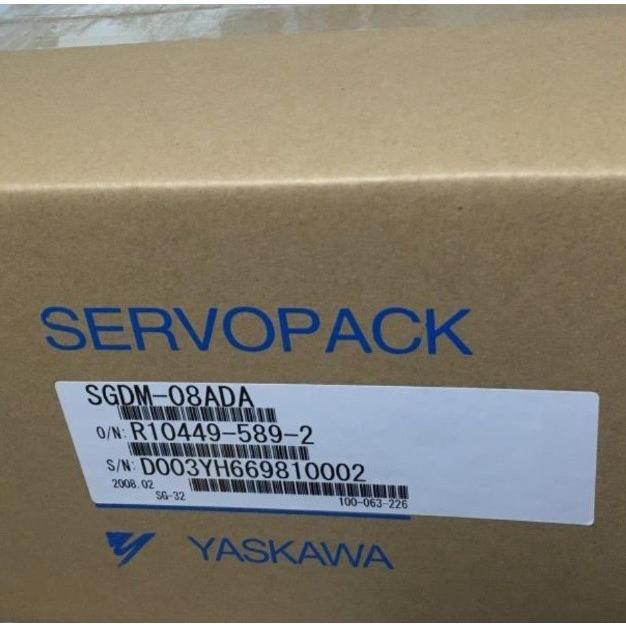 SERVOPACK
SGDM-08ADA
O/N: R10449-589-2
S/N: D003YH669810002
2008.02
SG-32 100-063-226
YASKAWA